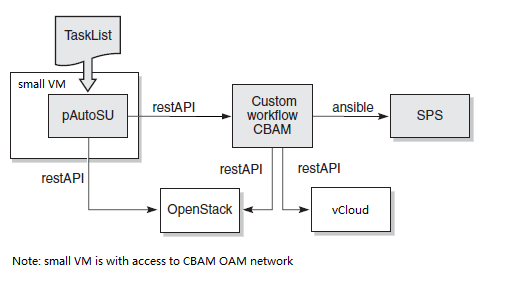 TaskList
small VM
pAutoSU
restAPI
Custom
workflow
CBAM
ansible
SPS
restAPI
restAPI
restAPI
OpenStack
vCloud
Note: small VM is with access to CBAM OAM network